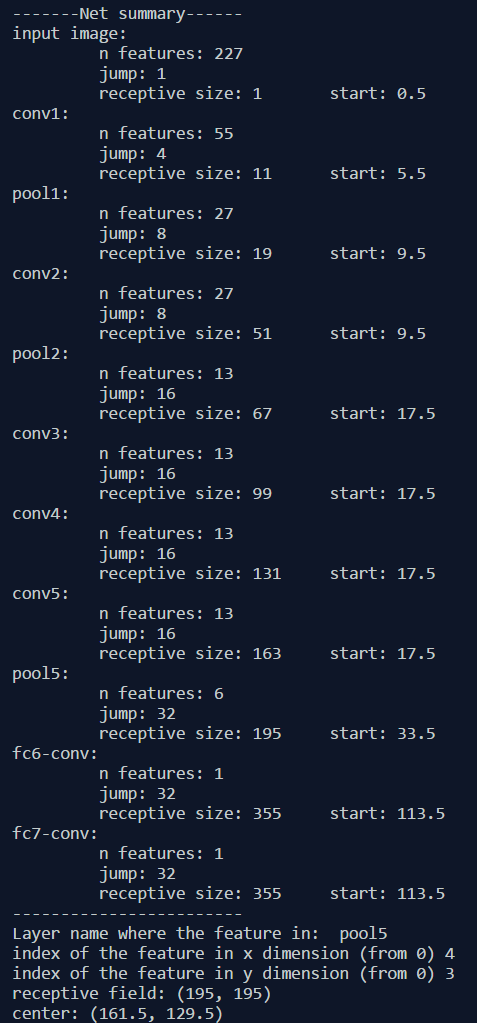 -------Net summary------
input image:
n features: 227
jump: 1
receptive size: 1 start: 0.5
conv1:
n features: 55
jump: 4
receptive size: 11 start: 5.5
pool1:
n features: 27
jump: 8
receptive size: 19 start: 9.5
conv2:
n features: 27
jump: 8
receptive size: 51 start: 9.5
pool2:
n features: 13
jump: 16
receptive size: 67 start: 17.5
conv3:
n features: 13
jump: 16
receptive size: 99 start: 17.5
conv4:
n features: 13
jump: 16
receptive size: 131 start: 17.5
conv5:
n features: 13
jump: 16
receptive size: 163 start: 17.5
pool5:
n features: 6
jump: 32
receptive size: 195 start: 33.5
fc6-conv:
n features: 1
jump: 32
receptive size: 355 start: 113.5
fc7-conv:
n features: 1
jump: 32
receptive size: 355 start: 113.5
------------------------
Layer name where the feature in: pool5
index of the feature in x dimension (from 0) 4
index of the feature in y dimension (from 0) 3
receptive field: (195, 195)
center: (161.5, 129.5)